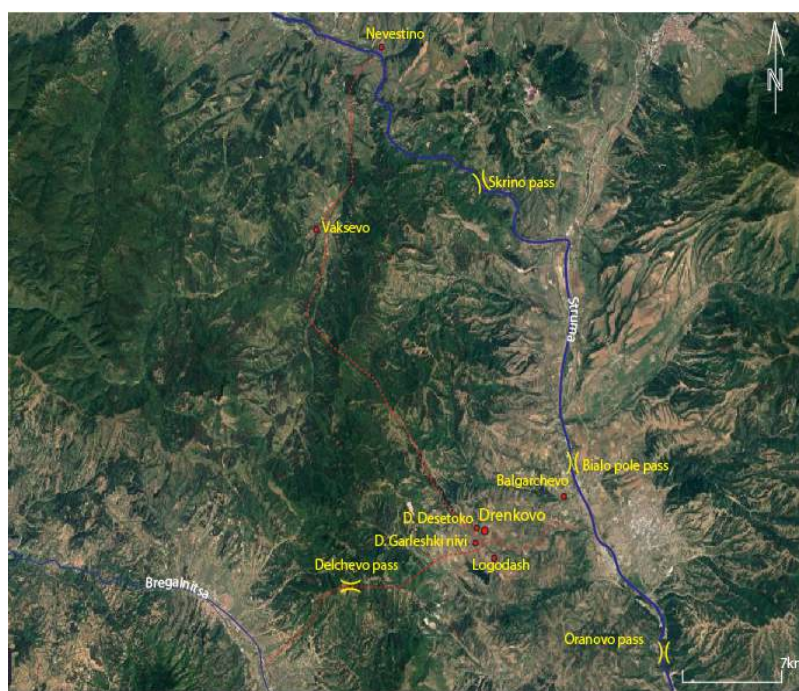 Nevestino
N
Skrino pass
Vaksevo
Struma
Bialo pole pass
Balgarchevo
D. Desetoko
Drenkovo
D. Garleshki nivi
Delchevo pass
Logodash
Bregalnitsa
Oranovo pass
7km